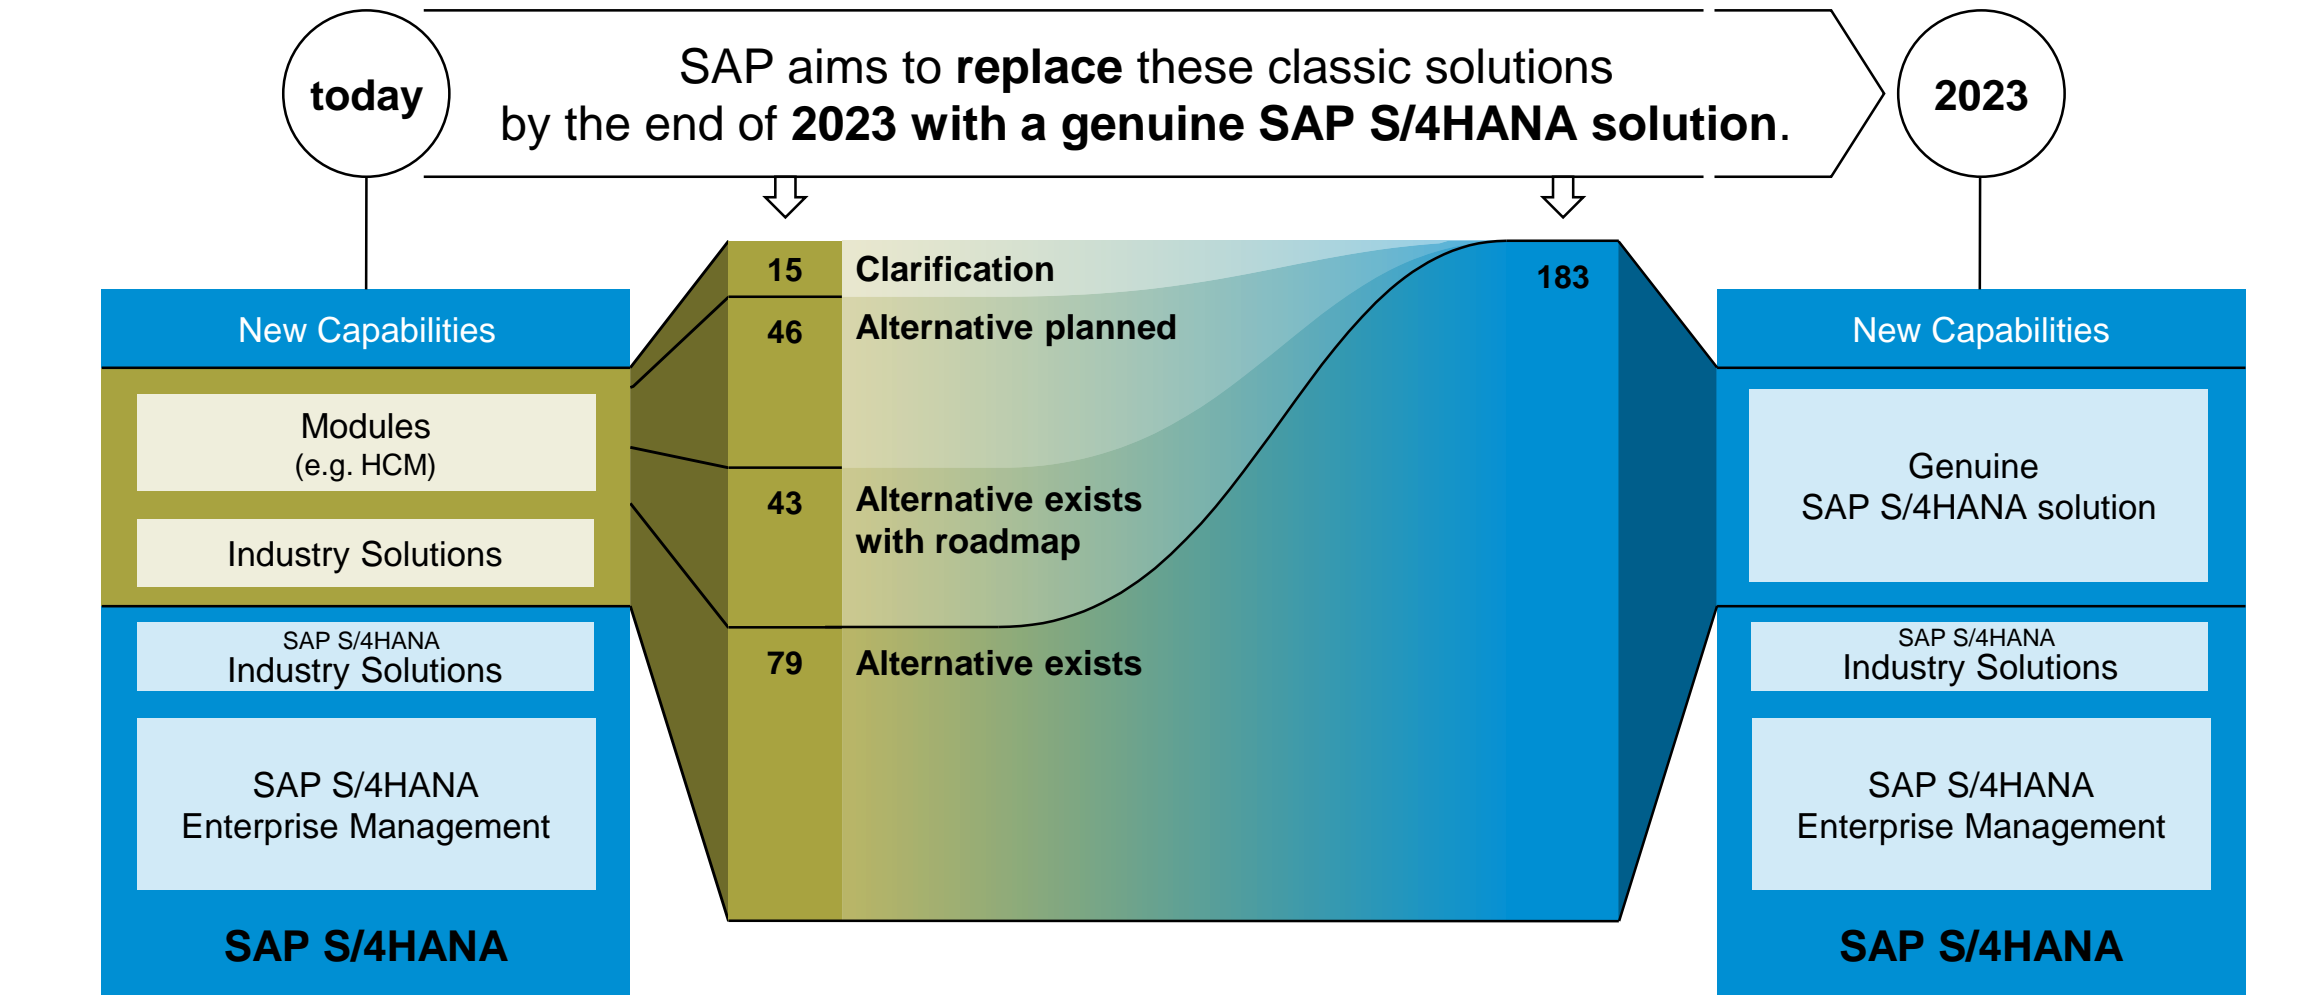 today
SAP aims to replace these classic solutions
by the end of 2023 with a genuine SAP S/4HANA solution.
2023
New Capabilities
Modules
(e.g. HCM)
Industry Solutions
SAP S/4HANA
Industry Solutions
SAP S/4HANA
Enterprise Management
SAP S/4HANA
15 Clarification
46 Alternative planned
43 Alternative exists
with roadmap
79 Alternative exists
183
New Capabilities
Genuine
SAP S/4HANA solution
SAP S/4HANA
Industry Solutions
SAP S/4HANA
Enterprise Management
SAP S/4HANA